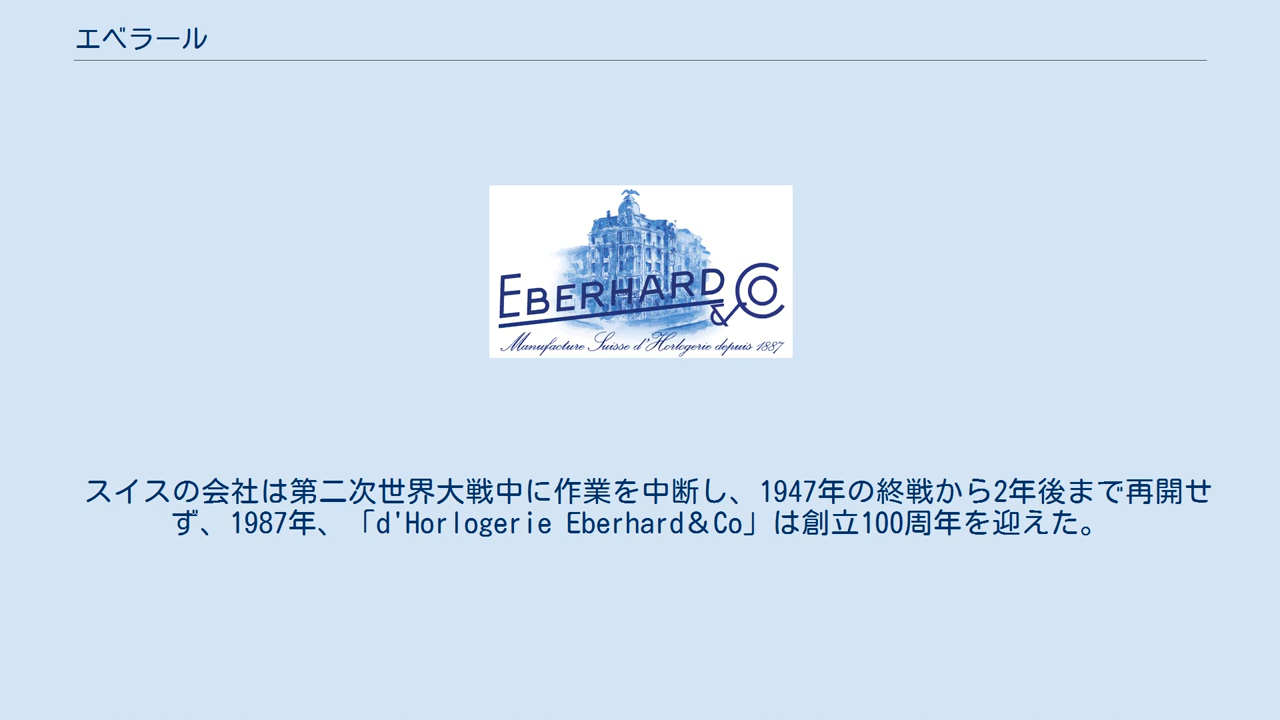 エベラール
EBERHARD & CO
Manufacture Suisse d'Horlogerie depuis 1887
スイスの会社は第二次世界大戦中に作業を中断し、1947年の終戦から2年後まで再開せ
ず、1987年、「d'Horlogerie Eberhard＆Co」は創立100周年を迎えた。